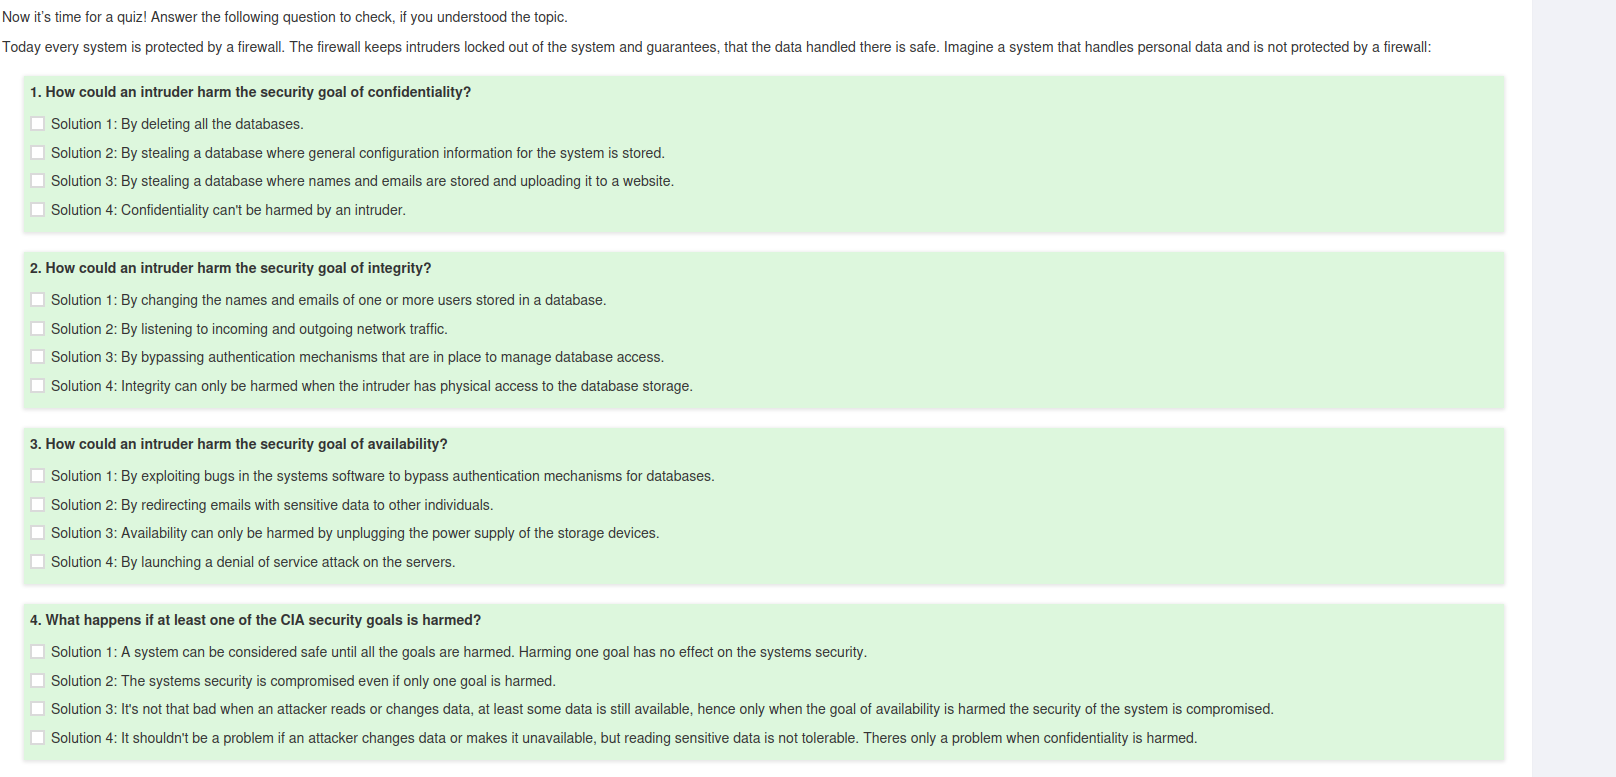 Now it's time for a quiz! Answer the following question to check, if you understood the topic.
Today every system is protected by a firewall. The firewall keeps intruders locked out of the system and guarantees, that the data handled there is safe. Imagine a system that handles personal data and is not protected by a firewall:
1. How could an intruder harm the security goal of confidentiality?
Solution 1: By deleting all the databases.
Solution 2: By stealing a database where general configuration information for the system is stored.
Solution 3: By stealing a database where names and emails are stored and uploading it to a website.
Solution 4: Confidentiality can't be harmed by an intruder.
2. How could an intruder harm the security goal of integrity?
Solution 1: By changing the names and emails of one or more users stored in a database.
Solution 2: By listening to incoming and outgoing network traffic.
Solution 3: By bypassing authentication mechanisms that are in place to manage database access.
Solution 4: Integrity can only be harmed when the intruder has physical access to the database storage.
3. How could an intruder harm the security goal of availability?
Solution 1: By exploiting bugs in the systems software to bypass authentication mechanisms for databases.
Solution 2: By redirecting emails with sensitive data to other individuals.
Solution 3: Availability can only be harmed by unplugging the power supply of the storage devices.
Solution 4: By launching a denial of service attack on the servers.
4. What happens if at least one of the CIA security goals is harmed?
Solution 1: A system can be considered safe until all the goals are harmed. Harming one goal has no effect on the systems security.
Solution 2: The systems security is compromised even if only one goal is harmed.
Solution 3: It's not that bad when an attacker reads or changes data, at least some data is still available, hence only when the goal of availability is harmed the security of the system is compromised.
Solution 4: It shouldn't be a problem if an attacker changes data or makes it unavailable, but reading sensitive data is not tolerable. Theres only a problem when confidentiality is harmed.